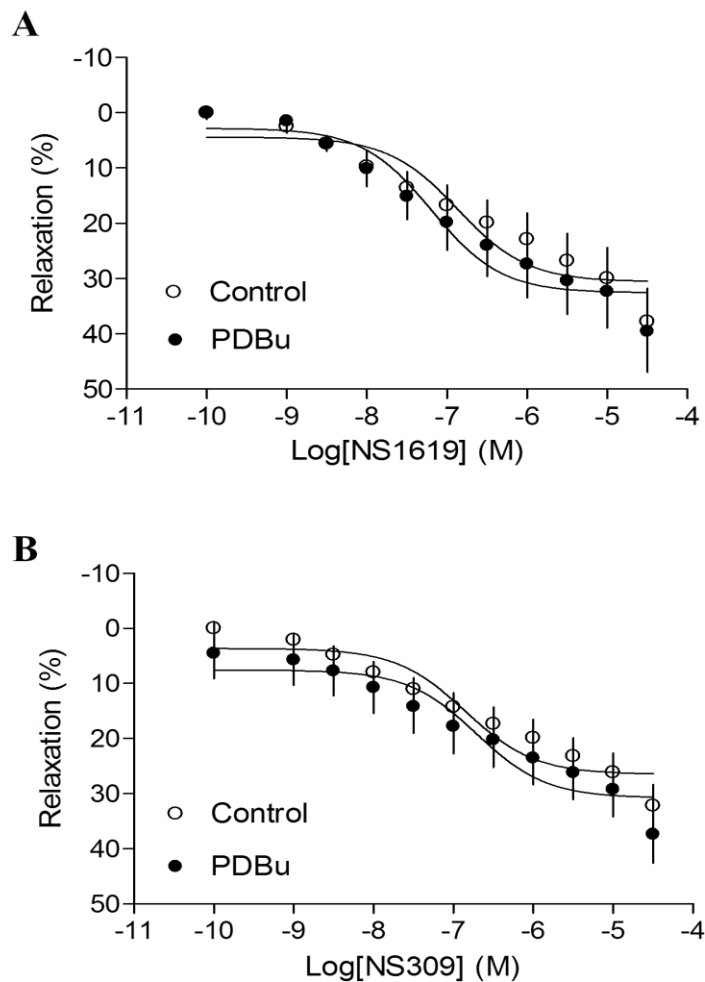 A
-10
0
10
20
30
40
50
Relaxation (%)
Control
PDBu
-11 -10 -9 -8 -7 -6 -5 -4
Log[NS1619] (M)
B
-10
0
10
20
30
40
50
Relaxation (%)
Control
PDBu
-11 -10 -9 -8 -7 -6 -5 -4
Log[NS309] (M)